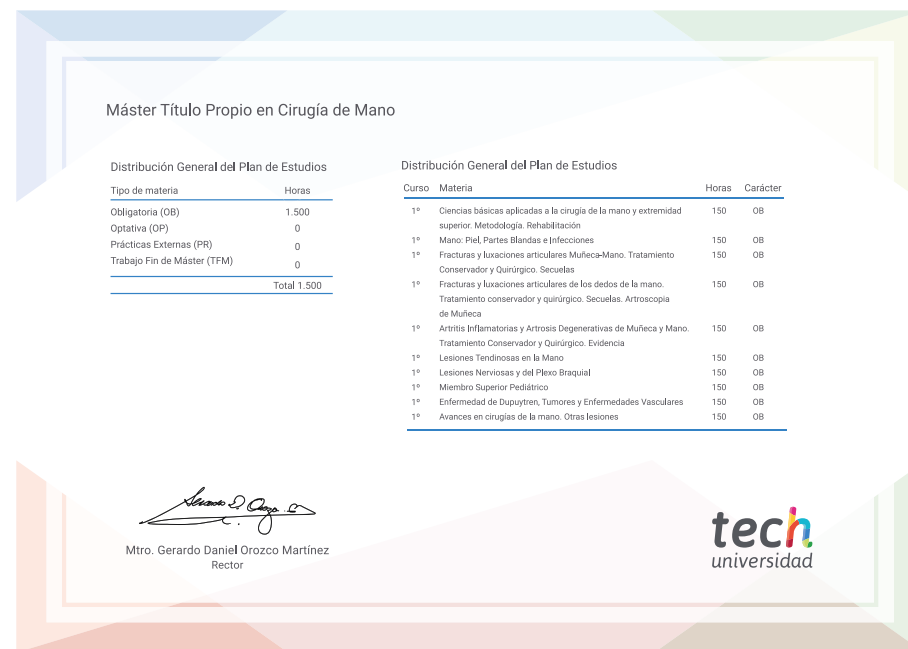 Máster Título Propio en Cirugía de Mano
Distribución General del Plan de Estudios
Tipo de materia Horas
Obligatoria (OB) 1.500
Optativa (OP) 0
Prácticas Externas (PR) 0
Trabajo Fin de Máster (TFM) 0
Total 1.500
Distribución General del Plan de Estudios
Curso Materia Horas Carácter
1º Ciencias básicas aplicadas a la cirugía de la mano y extremidad 150 OB
superior. Metodología. Rehabilitación
1º Mano: Piel, Partes Blandas e Infecciones 150 OB
1º Fracturas y luxaciones articulares Muñeca-Mano. Tratamiento 150 OB
Conservador y Quirúrgico. Secuelas
1º Fracturas y luxaciones articulares de los dedos de la mano. 150 OB
Tratamiento conservador y quirúrgico. Secuelas. Artroscopia
de Muñeca
1º Artritis Inflamatorias y Artrosis Degenerativas de Muñeca y Mano. 150 OB
Tratamiento Conservador y Quirúrgico. Evidencia
1º Lesiones Tendinosas en la Mano 150 OB
1º Lesiones Nerviosas y del Plexo Braquial 150 OB
1º Miembro Superior Pediátrico 150 OB
1º Enfermedad de Dupuytren, Tumores y Enfermedades Vasculares 150 OB
1º Avances en cirugías de la mano. Otras lesiones 150 OB
Mtro. Gerardo Daniel Orozco Martínez
Rector
tech
universidad